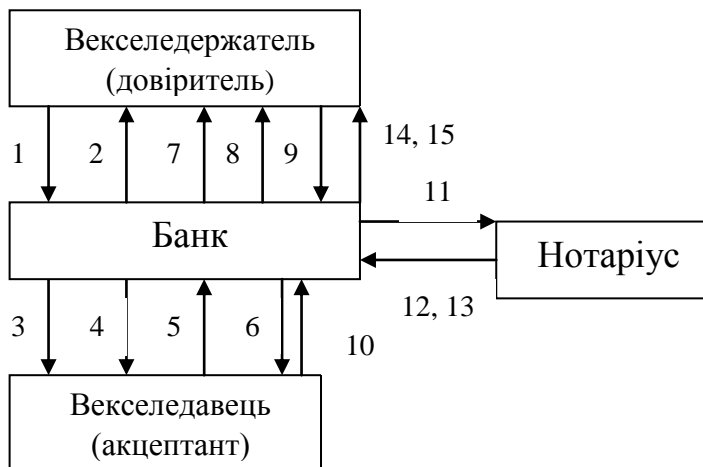 Векселедержатель
(довіритель)
1 2 7 8 9 14, 15
11
Банк
Нотаріус
12, 13
3 4 5 6 10
Векселедавець
(акцептант)